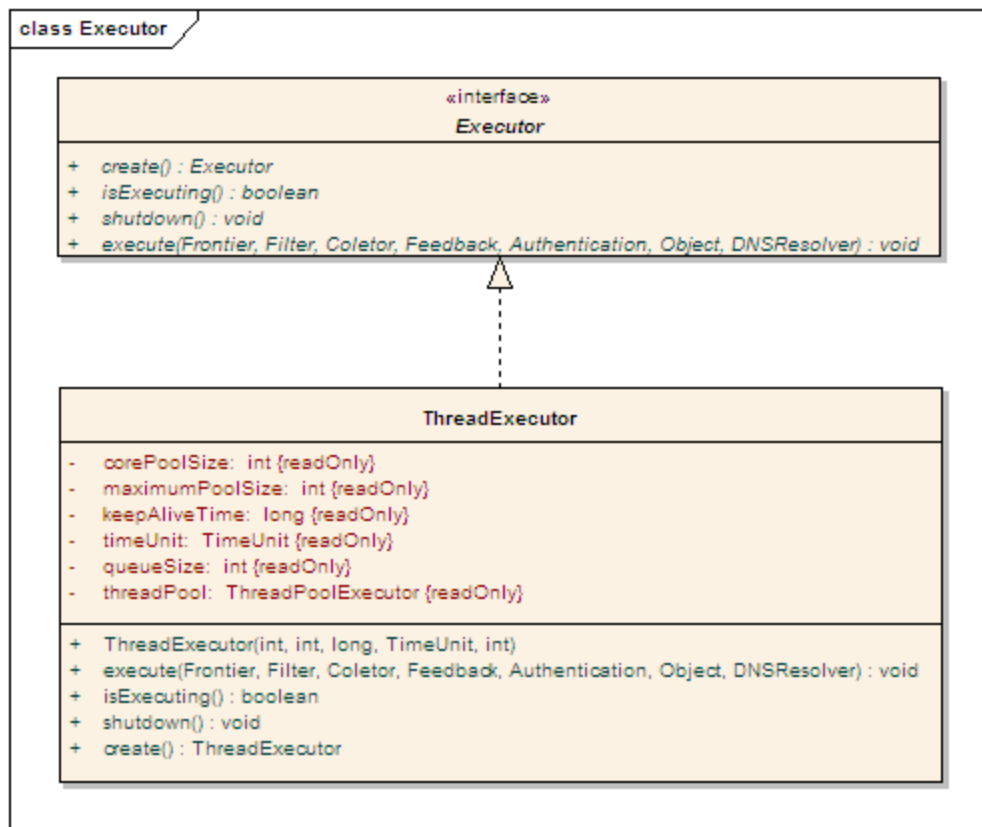 class Executor
«interface»
Executor
+ create() : Executor
+ isExecuting() : boolean
+ shutdown() : void
+ execute(Frontier, Filter, Coletor, Feedback, Authentication, Object, DNSResolver) : void
ThreadExecutor
- corePoolSize: int {readOnly}
- maximumPoolSize: int {readOnly}
- keepAliveTime: long {readOnly}
- timeUnit: TimeUnit {readOnly}
- queueSize: int {readOnly}
- threadPool: ThreadPoolExecutor {readOnly}
+ ThreadExecutor(int, int, long, TimeUnit, int)
+ execute(Frontier, Filter, Coletor, Feedback, Authentication, Object, DNSResolver) : void
+ isExecuting() : boolean
+ shutdown() : void
+ create() : ThreadExecutor